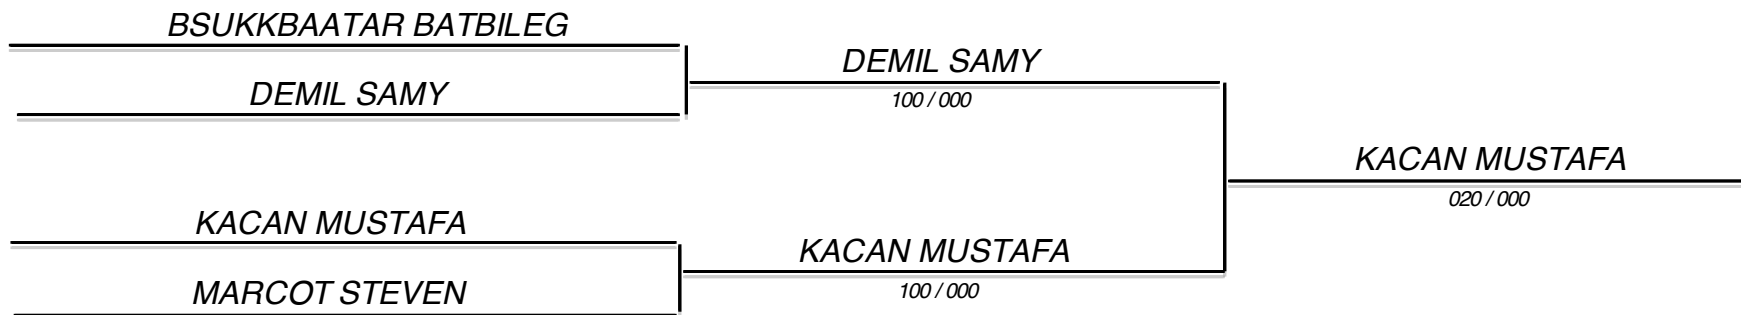 BSUKKBAATAR BATBILEG
DEMIL SAMY
DEMIL SAMY
100 / 000
KACAN MUSTAFA
020 / 000
KACAN MUSTAFA
MARCOT STEVEN
KACAN MUSTAFA
100 / 000